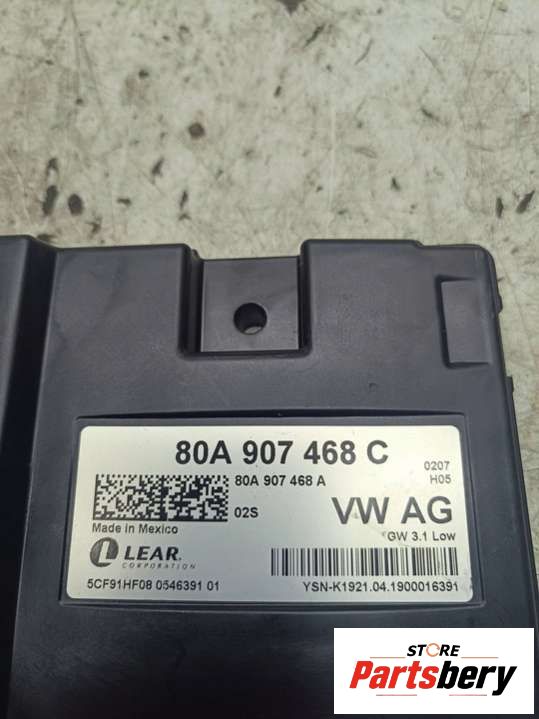 80A 907 468 C
80A 907 468 A
0207
H05
02S
VW AG
Made in Mexico
GW 3.1 Low
LEAR
CORPORATION
5CF91HF08 0546391 01
YSN-K1921.04.1900016391
STORE
Partsbery